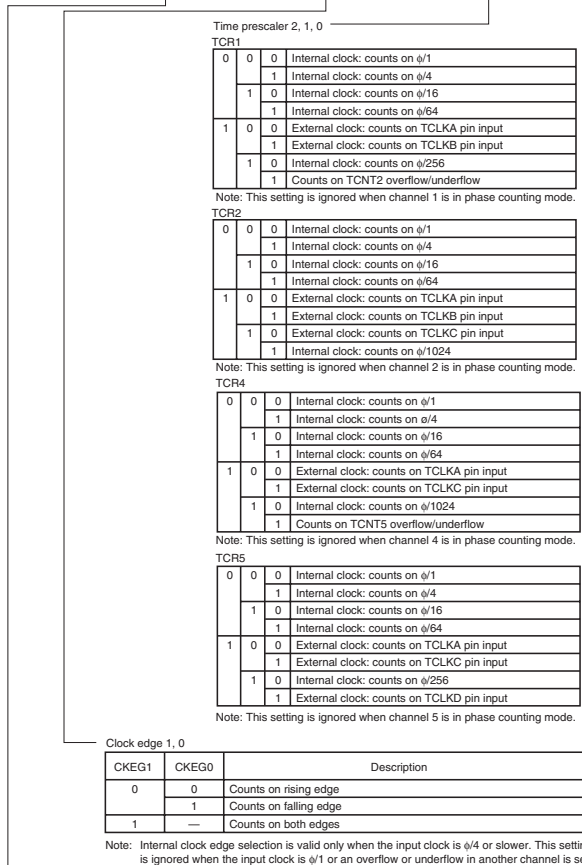 Time prescaler 2, 1, 0
TCR1
0 0 0 Internal clock: counts on ϕ/1
1 Internal clock: counts on ϕ/4
1 0 Internal clock: counts on ϕ/16
1 Internal clock: counts on ϕ/64
1 0 0 External clock: counts on TCLKA pin input
1 External clock: counts on TCLKB pin input
1 0 Internal clock: counts on ϕ/256
1 Counts on TCNT2 overflow/underflow
Note: This setting is ignored when channel 1 is in phase counting mode.
TCR2
0 0 0 Internal clock: counts on ϕ/1
1 Internal clock: counts on ϕ/4
1 0 Internal clock: counts on ϕ/16
1 Internal clock: counts on ϕ/64
1 0 0 External clock: counts on TCLKA pin input
1 External clock: counts on TCLKB pin input
1 0 External clock: counts on TCLKC pin input
1 Internal clock: counts on ϕ/1024
Note: This setting is ignored when channel 2 is in phase counting mode.
TCR4
0 0 0 Internal clock: counts on ϕ/1
1 Internal clock: counts on ø/4
1 0 Internal clock: counts on ϕ/16
1 Internal clock: counts on ϕ/64
1 0 0 External clock: counts on TCLKA pin input
1 External clock: counts on TCLKC pin input
1 0 Internal clock: counts on ϕ/1024
1 Counts on TCNT5 overflow/underflow
Note: This setting is ignored when channel 4 is in phase counting mode.
TCR5
0 0 0 Internal clock: counts on ϕ/1
1 Internal clock: counts on ϕ/4
1 0 Internal clock: counts on ϕ/16
1 Internal clock: counts on ϕ/64
1 0 0 External clock: counts on TCLKA pin input
1 External clock: counts on TCLKC pin input
1 0 Internal clock: counts on ϕ/256
1 External clock: counts on TCLKD pin input
Note: This setting is ignored when channel 5 is in phase counting mode.
Clock edge 1, 0
CKEG1 CKEG0 Description
0 0 Counts on rising edge
1 Counts on falling edge
1 — Counts on both edges
Note: Internal clock edge selection is valid only when the input clock is ϕ/4 or slower. This
is ignored when the input clock is ϕ/1 or an overflow or underflow in another channel is